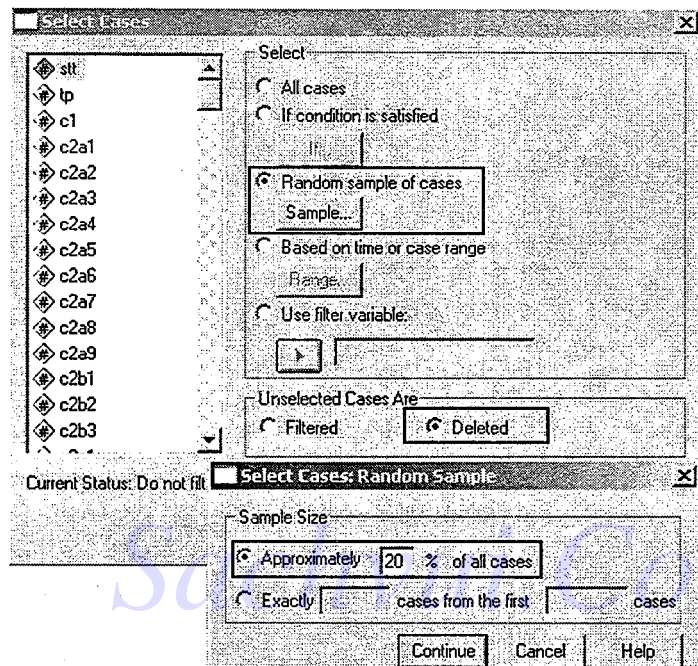 Select Cases
stt
tp
c1
c2a1
c2a2
c2a3
c2a4
c2a5
c2a6
c2a7
c2a8
c2a9
c2b1
c2b2
c2b3
Select
All cases
If condition is satisfied
If...
Random sample of cases
Sample...
Based on time or case range
Range...
Use filter variable:
Unselected Cases Are
Filtered
Deleted
Current Status: Do not filt
Select Cases: Random Sample
Sample Size
Approximately 20 % of all cases
Exactly cases from the first cases
Continue Cancel Help